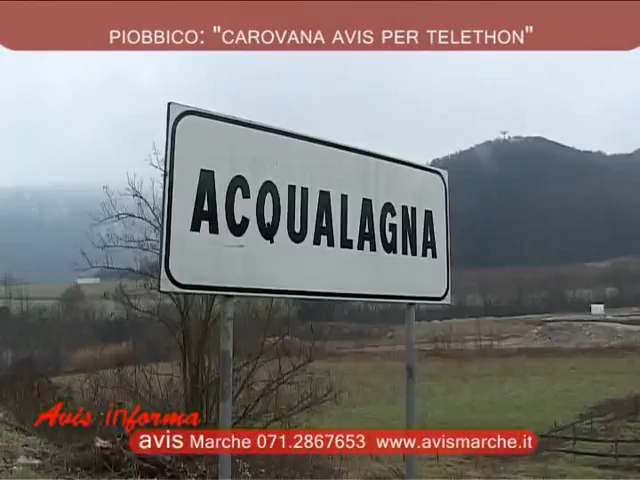 PIOBBICO: "CAROVANA AVIS PER TELETHON"
ACQUALAGNA
Avis informa
avis Marche 071.2867653 www.avismarche.it